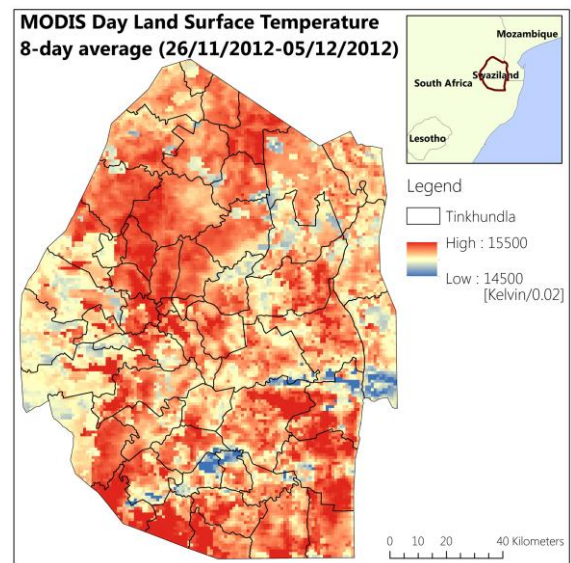 MODIS Day Land Surface Temperature
8-day average (26/11/2012-05/12/2012)
Mozambique
Swaziland
South Africa
Lesotho
Legend
Tinkhundla
High : 15500
Low : 14500
[Kelvin/0.02]
0 10 20 40 Kilometers